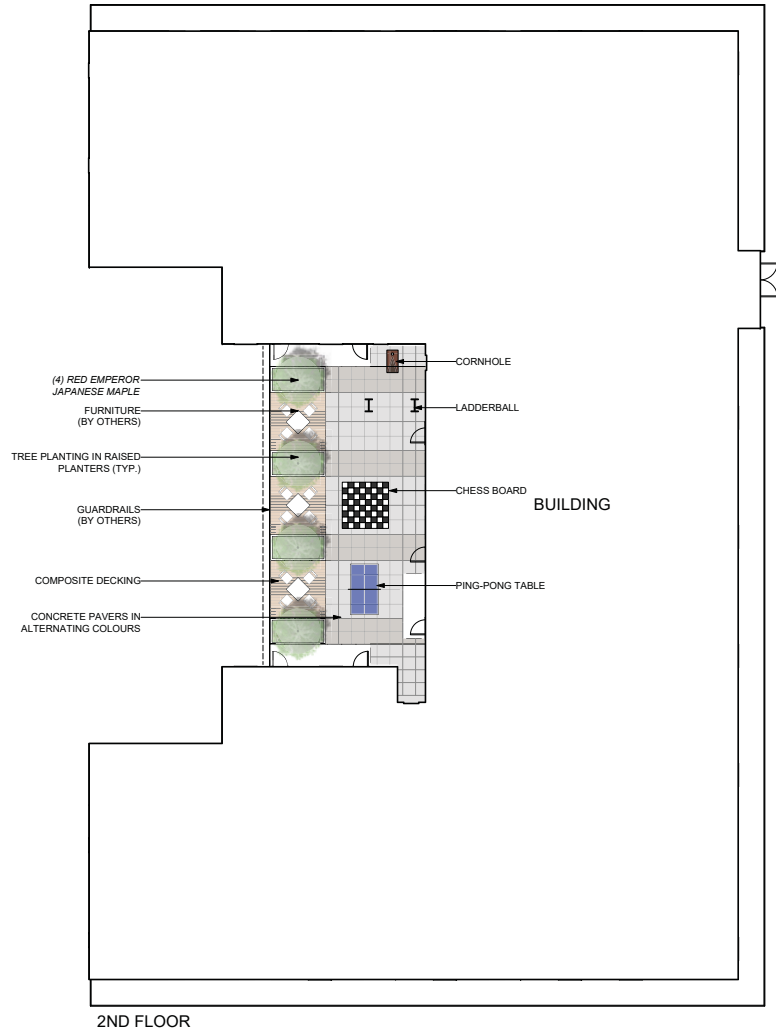 (4) RED EMPEROR
JAPANESE MAPLE
FURNITURE
(BY OTHERS)
TREE PLANTING IN RAISED
PLANTERS (TYP.)
GUARDRAILS
(BY OTHERS)
COMPOSITE DECKING
CONCRETE PAVERS IN
ALTERNATING COLOURS
CORNHOLE
LADDERBALL
CHESS BOARD
BUILDING
PING-PONG TABLE
2ND FLOOR